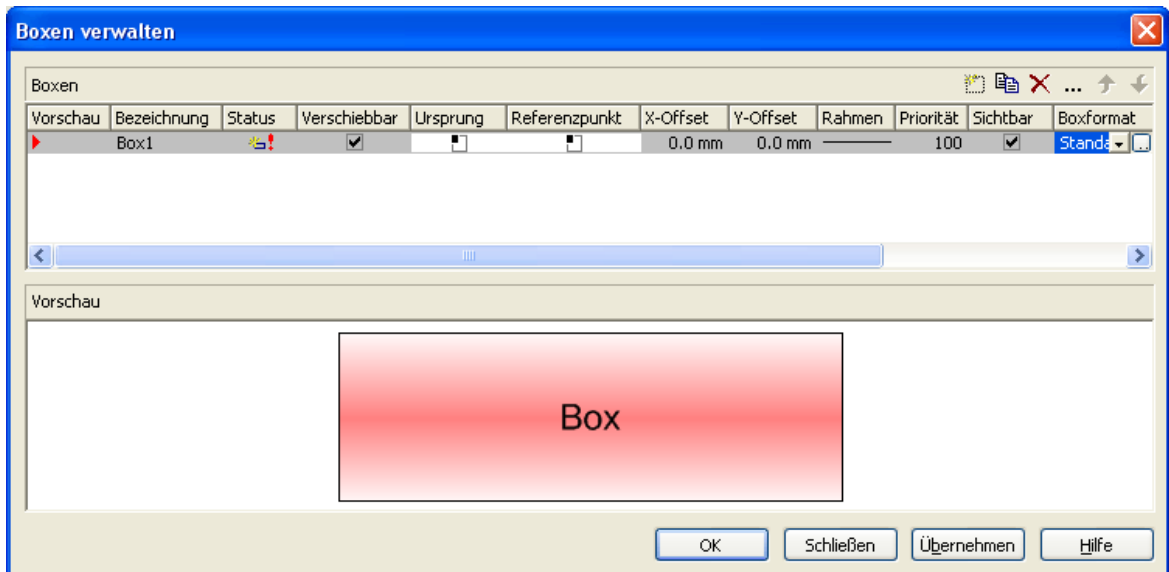 Boxen verwalten
Boxen
...
Vorschau Bezeichnung Status Verschiebbar Ursprung Referenzpunkt X-Offset Y-Offset Rahmen Priorität Sichtbar Boxformat
Box1 0.0 mm 0.0 mm 100 Standa ..
Vorschau
Box
OK Schließen Übernehmen Hilfe